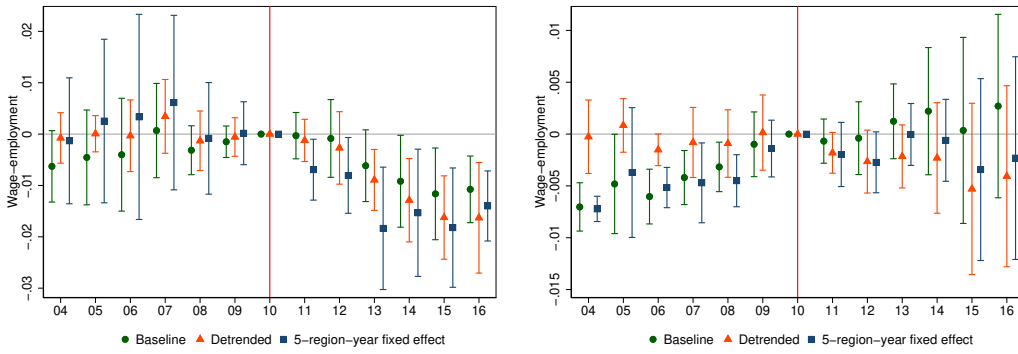 Wage-employment
.02
.01
0
-.01
-.02
-.03
04 05 06 07 08 09 10 11 12 13 14 15 16
Baseline Detrended 5-region-year fixed effect
Wage-employment
.01
.005
0
-.005
-.01
-.015
04 05 06 07 08 09 10 11 12 13 14 15 16
Baseline Detrended 5-region-year fixed effect